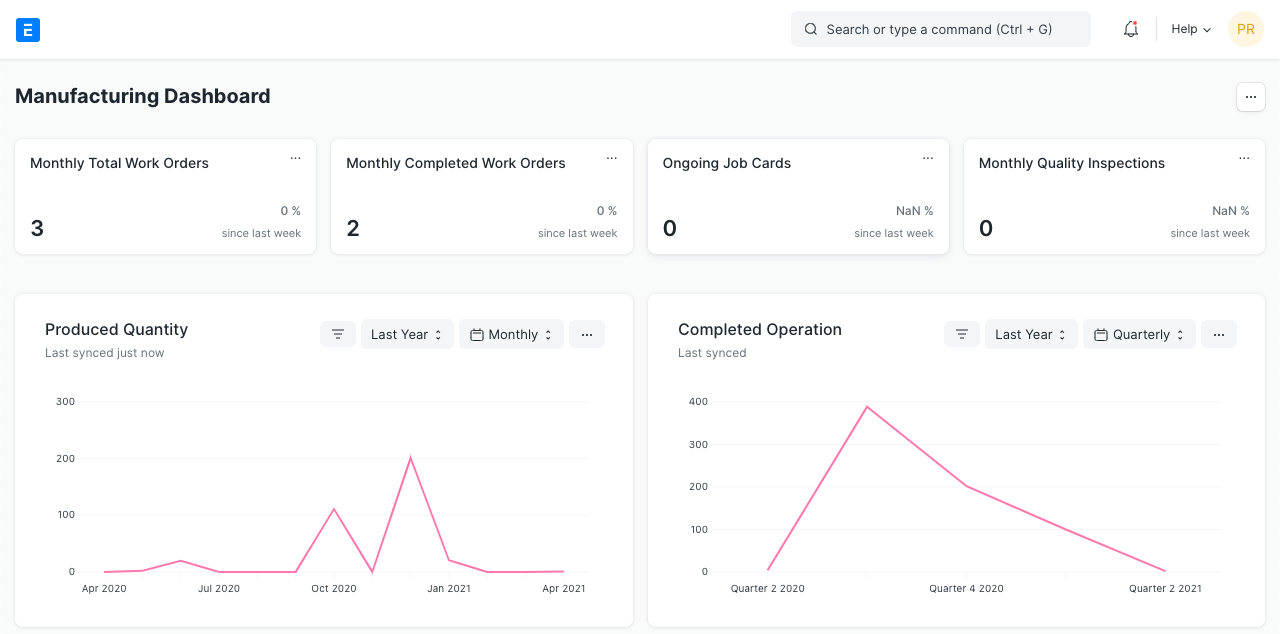 E
Search or type a command (Ctrl + G)
Help
PR
Manufacturing Dashboard
...
Monthly Total Work Orders
...
0 %
3
since last week
Monthly Completed Work Orders
...
0 %
2
since last week
Ongoing Job Cards
...
NaN %
0
since last week
Monthly Quality Inspections
...
NaN %
0
since last week
Produced Quantity
Last Year
Monthly
...
Last synced just now
300
200
100
0
Apr 2020
Jul 2020
Oct 2020
Jan 2021
Apr 2021
Completed Operation
Last Year
Quarterly
...
Last synced
400
300
200
100
0
Quarter 2 2020
Quarter 4 2020
Quarter 2 2021